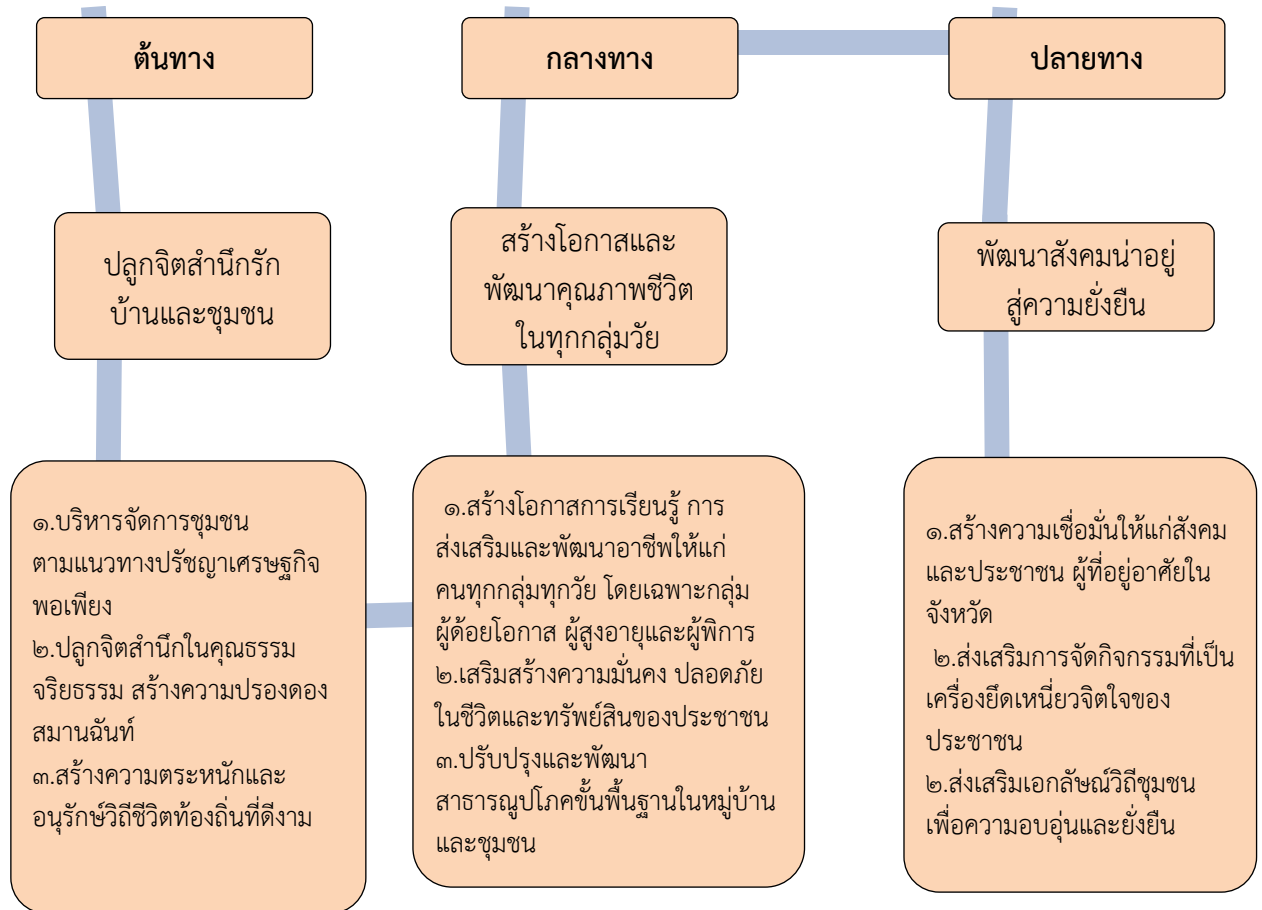 ต้นทาง
กลางทาง
ปลายทาง
ปลูกจิตสำนึกรัก
บ้านและชุมชน
สร้างโอกาสและ
พัฒนาคุณภาพชีวิต
ในทุกกลุ่มวัย
พัฒนาสังคมน่าอยู่
สู่ความยั่งยืน
๑.บริหารจัดการชุมชน
ตามแนวทางปรัชญาเศรษฐกิจ
พอเพียง
๒.ปลูกจิตสำนึกในคุณธรรม
จริยธรรม สร้างความปรองดอง
สมานฉันท์
๓.สร้างความตระหนักและ
อนุรักษ์วิถีชีวิตท้องถิ่นที่ดีงาม
๑.สร้างโอกาสการเรียนรู้ การ
ส่งเสริมและพัฒนาอาชีพให้แก่
คนทุกกลุ่มทุกวัย โดยเฉพาะกลุ่ม
ผู้ด้อยโอกาส ผู้สูงอายุและผู้พิการ
๒.เสริมสร้างความมั่นคง ปลอดภัย
ในชีวิตและทรัพย์สินของประชาชน
๓.ปรับปรุงและพัฒนา
สาธารณูปโภคขั้นพื้นฐานในหมู่บ้าน
และชุมชน
๑.สร้างความเชื่อมั่นให้แก่สังคม
และประชาชน ผู้ที่อยู่อาศัยใน
จังหวัด
๒.ส่งเสริมการจัดกิจกรรมที่เป็น
เครื่องยึดเหนี่ยวจิตใจของ
ประชาชน
๒.ส่งเสริมเอกลัษณ์วิถีชุมชน
เพื่อความอบอุ่นและยั่งยืน